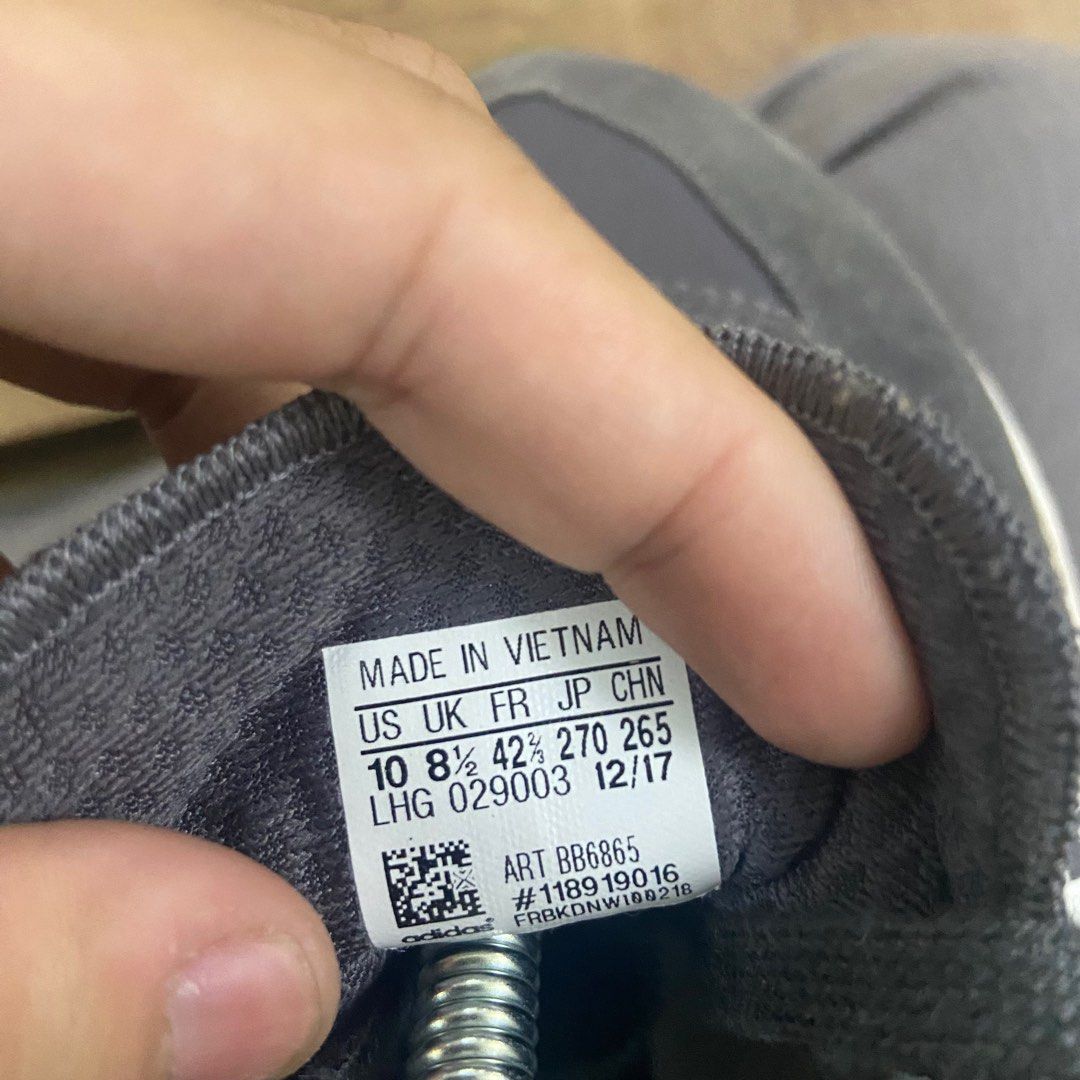 MADE IN VIETNAM
US UK FR JP CHN
10 8½ 42⅔ 270 265
LHG 029003 12/17
ART BB6865
#118919016
FRBKDNW100218
adidas®